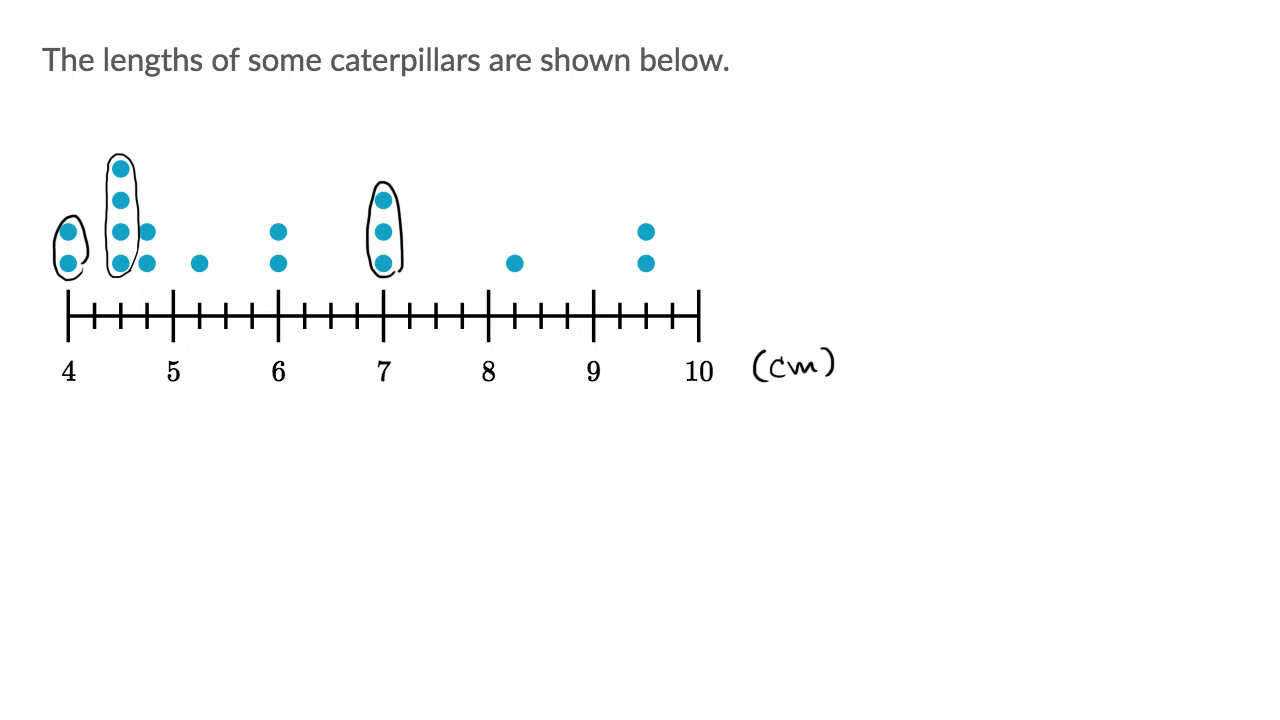 The lengths of some caterpillars are shown below.
4 5 6 7 8 9 10 (cm)